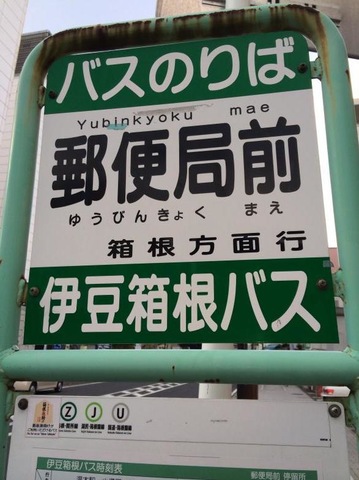 バスのりば
Yubinkyoku mae
郵便局前
ゆうびんきょく まえ
箱根方面行
伊豆箱根バス
Z J U
伊豆箱根バス時刻表
郵便局前 停留所